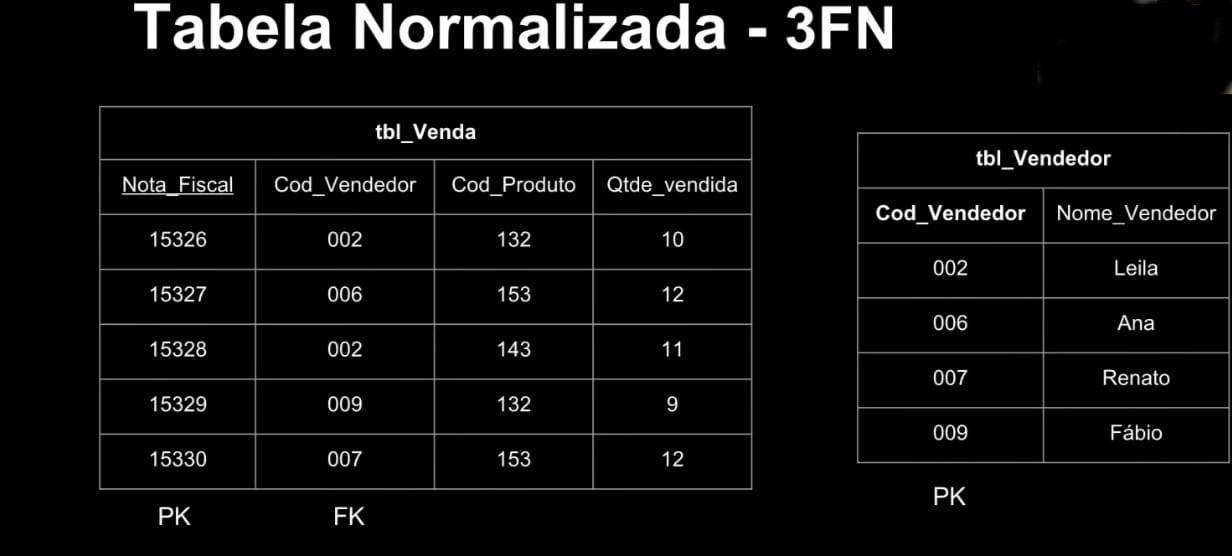 Tabela Normalizada - 3FN
tbl_Venda
Nota_Fiscal Cod_Vendedor Cod_Produto Qtde_vendida
15326 002 132 10
15327 006 153 12
15328 002 143 11
15329 009 132 9
15330 007 153 12
PK FK
tbl_Vendedor
Cod_Vendedor Nome_Vendedor
002 Leila
006 Ana
007 Renato
009 Fábio
PK